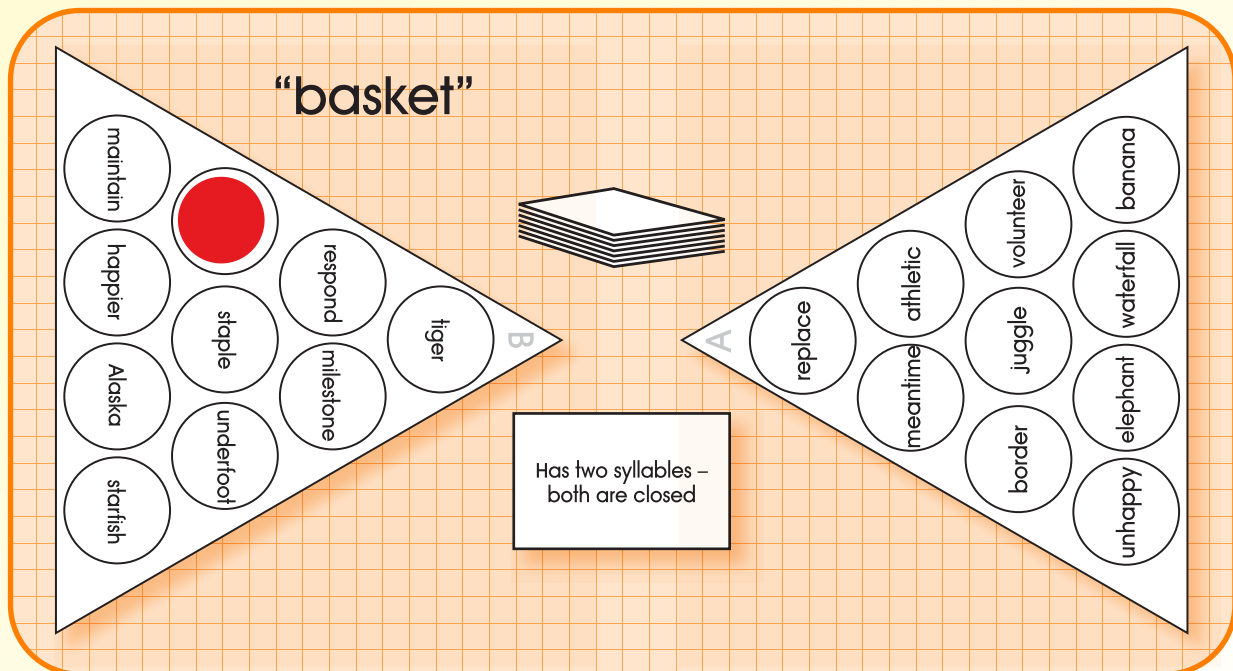 “basket”
maintain
happier
Alaska
starfish
staple
underfoot
respond
milestone
tiger
B
Has two syllables –
both are closed
A
replace
athletic
meantime
volunteer
juggle
border
banana
waterfall
elephant
unhappy